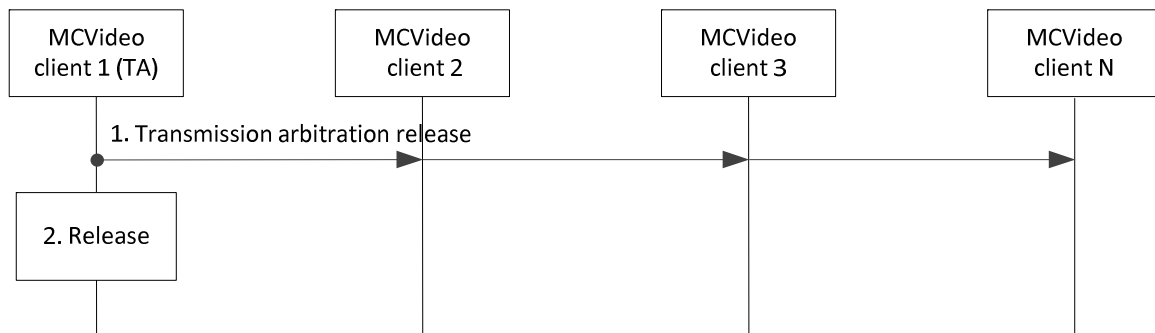 MCVideo
client 1 (TA)
MCVideo
client 2
MCVideo
client 3
MCVideo
client N
1. Transmission arbitration release
2. Release